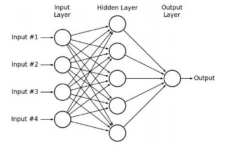 Input Hidden Layer Output
Layer Layer
Input #1
Input #2
Input #3
Input #4
Output